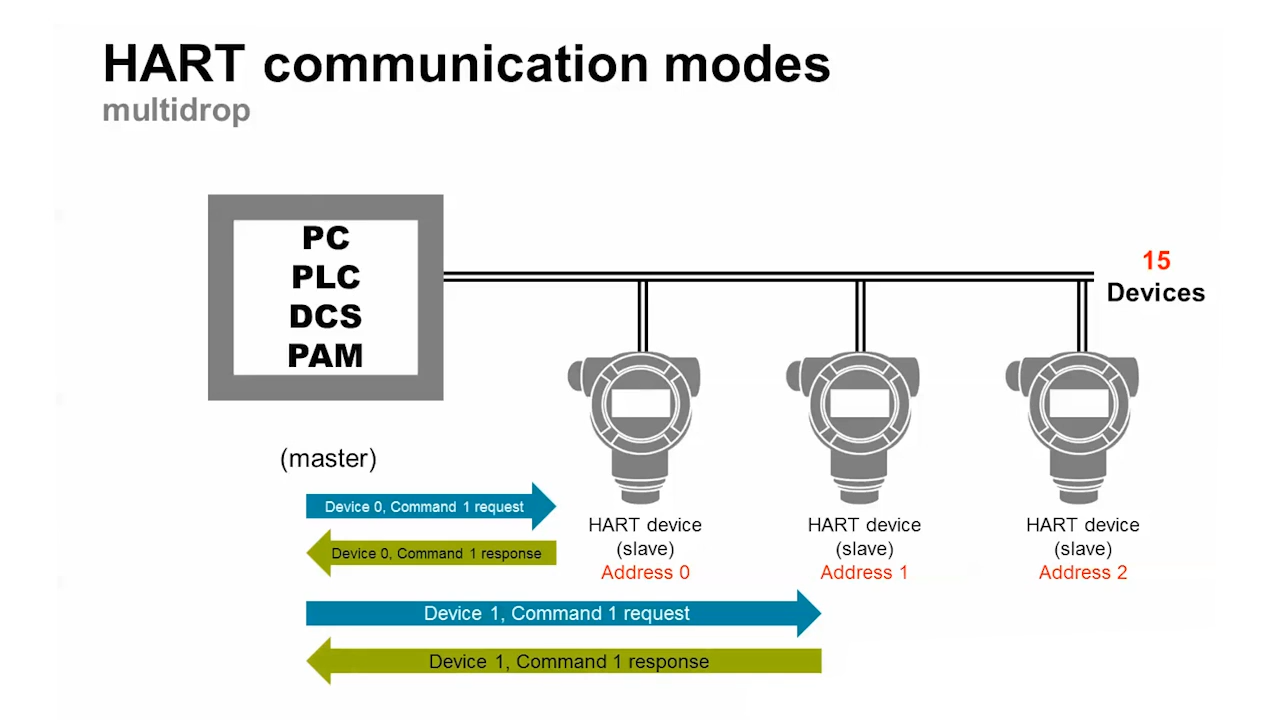 HART communication modes
multidrop
PC
PLC
DCS
PAM
15
Devices
(master)
Device 0, Command 1 request
Device 0, Command 1 response
HART device
(slave)
Address 0
HART device
(slave)
Address 1
HART device
(slave)
Address 2
Device 1, Command 1 request
Device 1, Command 1 response